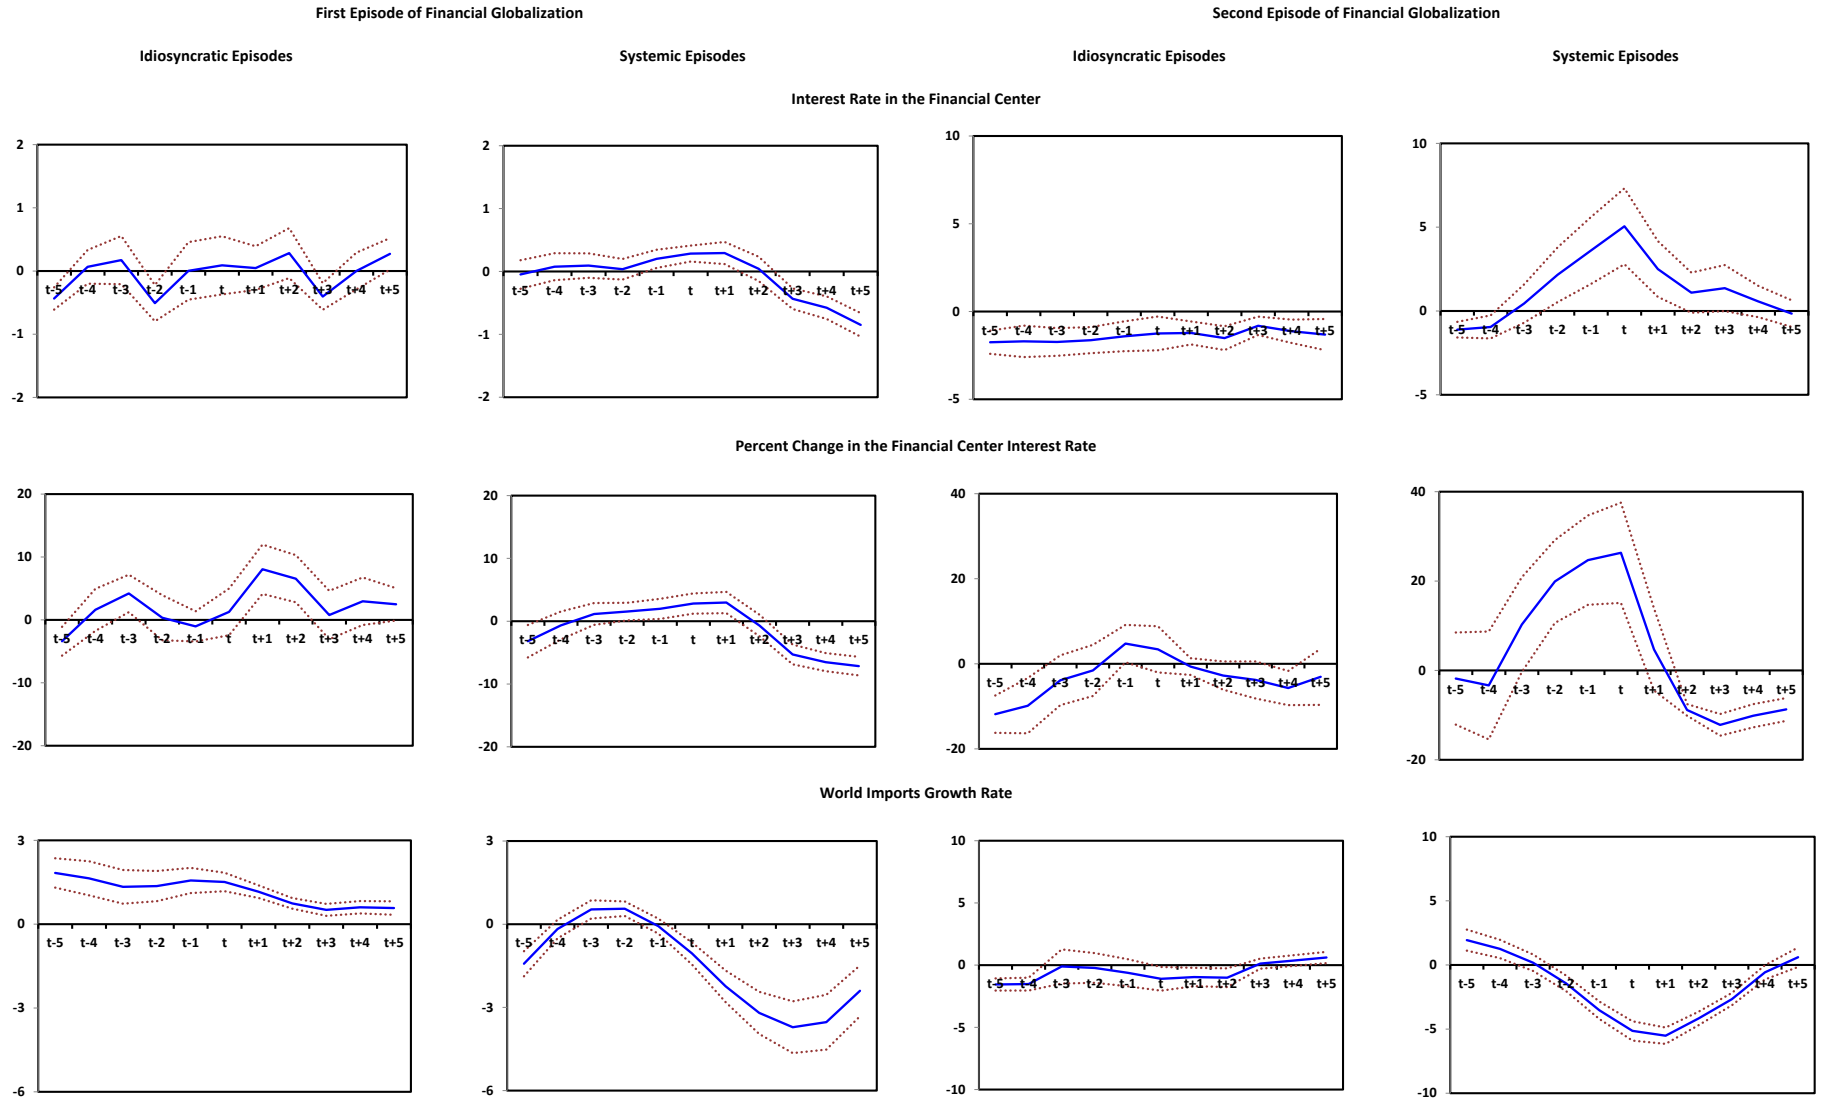 First Episode of Financial Globalization
Second Episode of Financial Globalization
Idiosyncratic Episodes
Systemic Episodes
Idiosyncratic Episodes
Systemic Episodes
Interest Rate in the Financial Center
2
1
0
-1
-2
t-5 t-4 t-3 t-2 t-1 t t+1 t+2 t+3 t+4 t+5
2
1
0
-1
-2
t-5 t-4 t-3 t-2 t-1 t t+1 t+2 t+3 t+4 t+5
10
5
0
-5
t-5 t-4 t-3 t-2 t-1 t t+1 t+2 t+3 t+4 t+5
10
5
0
-5
t-5 t-4 t-3 t-2 t-1 t t+1 t+2 t+3 t+4 t+5
Percent Change in the Financial Center Interest Rate
20
10
0
-10
-20
t-5 t-4 t-3 t-2 t-1 t t+1 t+2 t+3 t+4 t+5
20
10
0
-10
-20
t-5 t-4 t-3 t-2 t-1 t t+1 t+2 t+3 t+4 t+5
40
20
0
-20
t-5 t-4 t-3 t-2 t-1 t t+1 t+2 t+3 t+4 t+5
40
20
0
-20
t-5 t-4 t-3 t-2 t-1 t t+1 t+2 t+3 t+4 t+5
World Imports Growth Rate
3
0
-3
-6
t-5 t-4 t-3 t-2 t-1 t t+1 t+2 t+3 t+4 t+5
3
0
-3
-6
t-5 t-4 t-3 t-2 t-1 t t+1 t+2 t+3 t+4 t+5
10
5
0
-5
-10
t-5 t-4 t-3 t-2 t-1 t t+1 t+2 t+3 t+4 t+5
10
5
0
-5
-10
t-5 t-4 t-3 t-2 t-1 t t+1 t+2 t+3 t+4 t+5